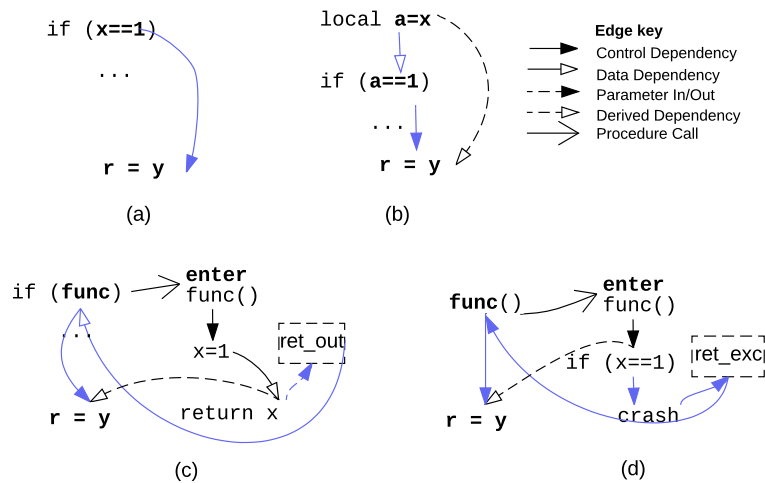 if (x==1)
...
r = y
(a)
local a=x
if (a==1)
...
r = y
(b)
Edge key
Control Dependency
Data Dependency
Parameter In/Out
Derived Dependency
Procedure Call
if (func)
...
r = y
enter
func()
x=1
return x
ret_out
(c)
func()
r = y
enter
func()
if (x==1)
crash
ret_exc
(d)